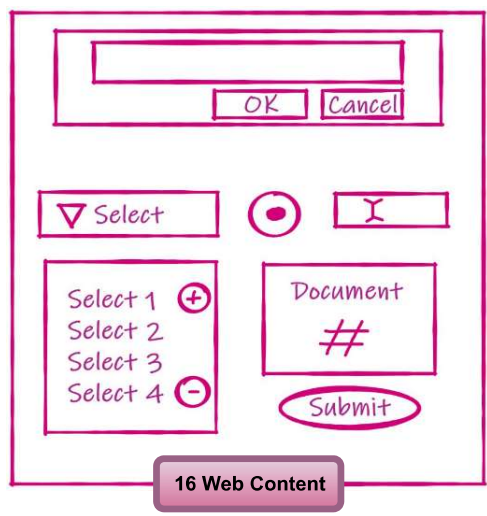 OK Cancel
Select
Select 1 +
Select 2
Select 3
Select 4 -
Document
#
Submit
16 Web Content